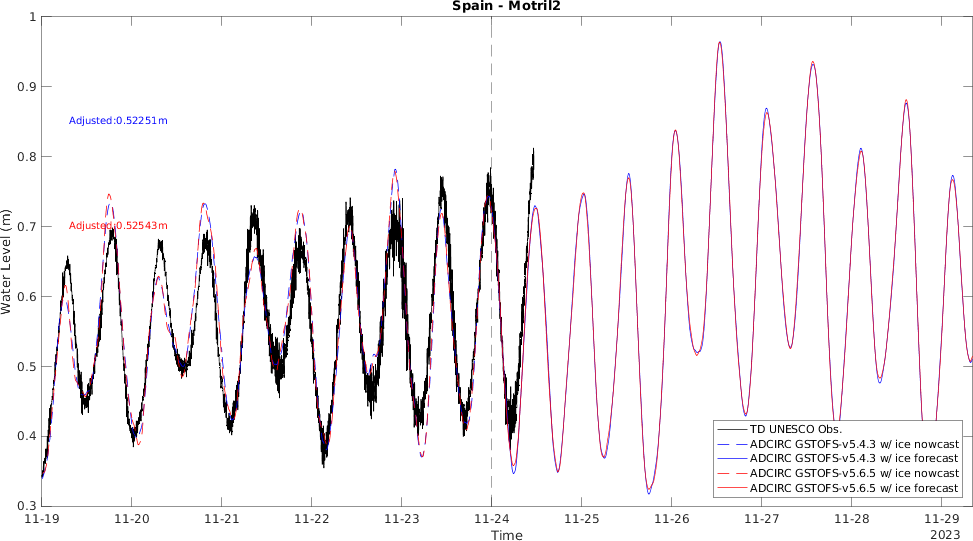 Spain - Motril2
1
0.9
0.8
0.7
0.6
0.5
0.4
0.3
Water Level (m)
Adjusted:0.52251m
Adjusted:0.52543m
TD UNESCO Obs.
ADCIRC GSTOFS-v5.4.3 w/ ice nowcast
ADCIRC GSTOFS-v5.4.3 w/ ice forecast
ADCIRC GSTOFS-v5.6.5 w/ ice nowcast
ADCIRC GSTOFS-v5.6.5 w/ ice forecast
11-19 11-20 11-21 11-22 11-23 11-24 11-25 11-26 11-27 11-28 11-29
2023
Time